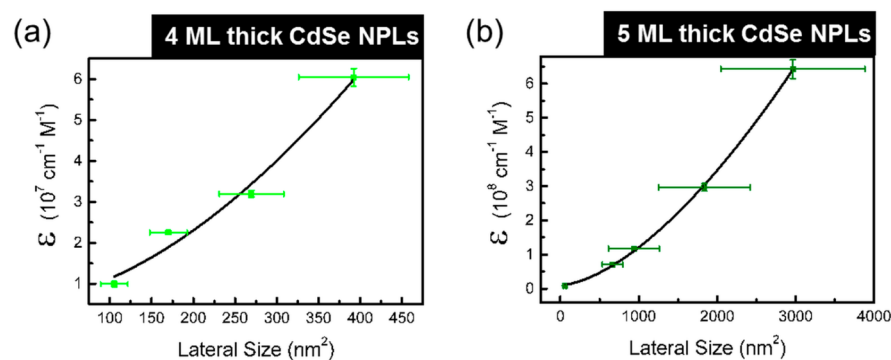 (a)
4 ML thick CdSe NPLs
6
5
4
3
2
1
ε (10⁷ cm⁻¹ M⁻¹)
100 150 200 250 300 350 400 450
Lateral Size (nm²)
(b)
5 ML thick CdSe NPLs
6
5
4
3
2
1
0
ε (10⁸ cm⁻¹ M⁻¹)
0 1000 2000 3000 4000
Lateral Size (nm²)